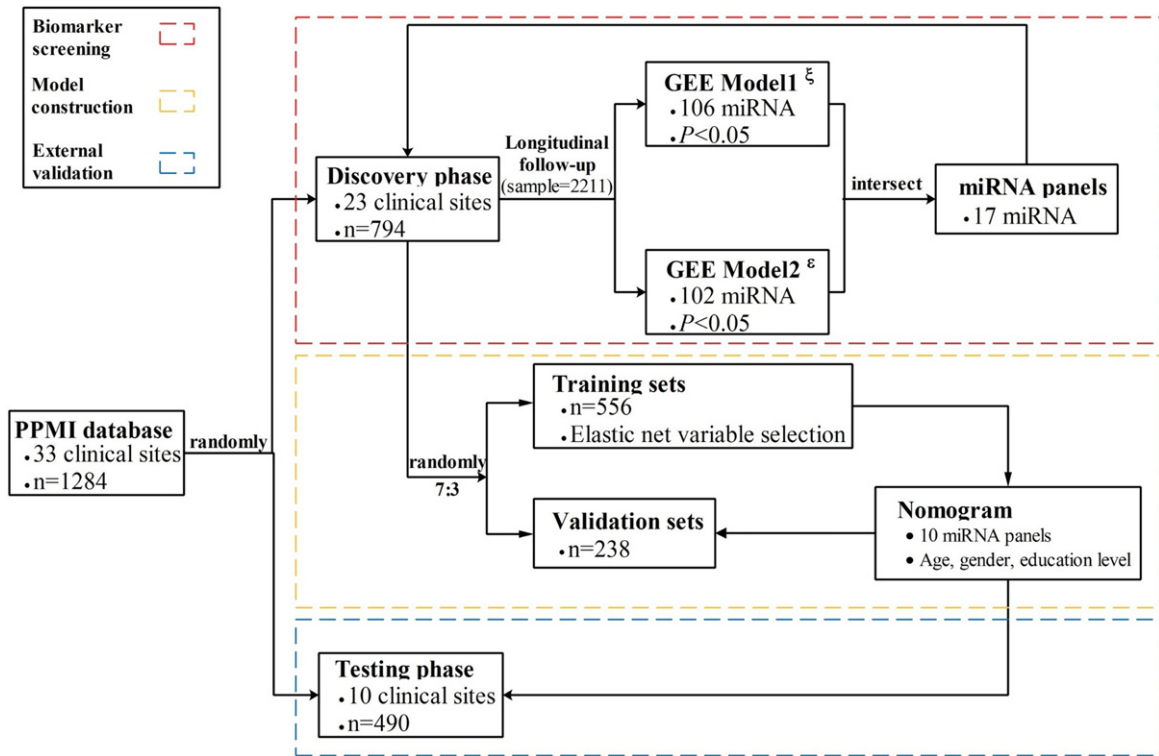 Biomarker
screening
Model
construction
External
validation
Discovery phase
.23 clinical sites
.n=794
Longitudinal
follow-up
(sample=2211)
GEE Model1 ξ
.106 miRNA
.P<0.05
GEE Model2 ε
.102 miRNA
.P<0.05
intersect
miRNA panels
.17 miRNA
PPMI database
.33 clinical sites
.n=1284
randomly
randomly
7:3
Training sets
.n=556
.Elastic net variable selection
Validation sets
.n=238
Nomogram
• 10 miRNA panels
• Age, gender, education level
Testing phase
.10 clinical sites
.n=490